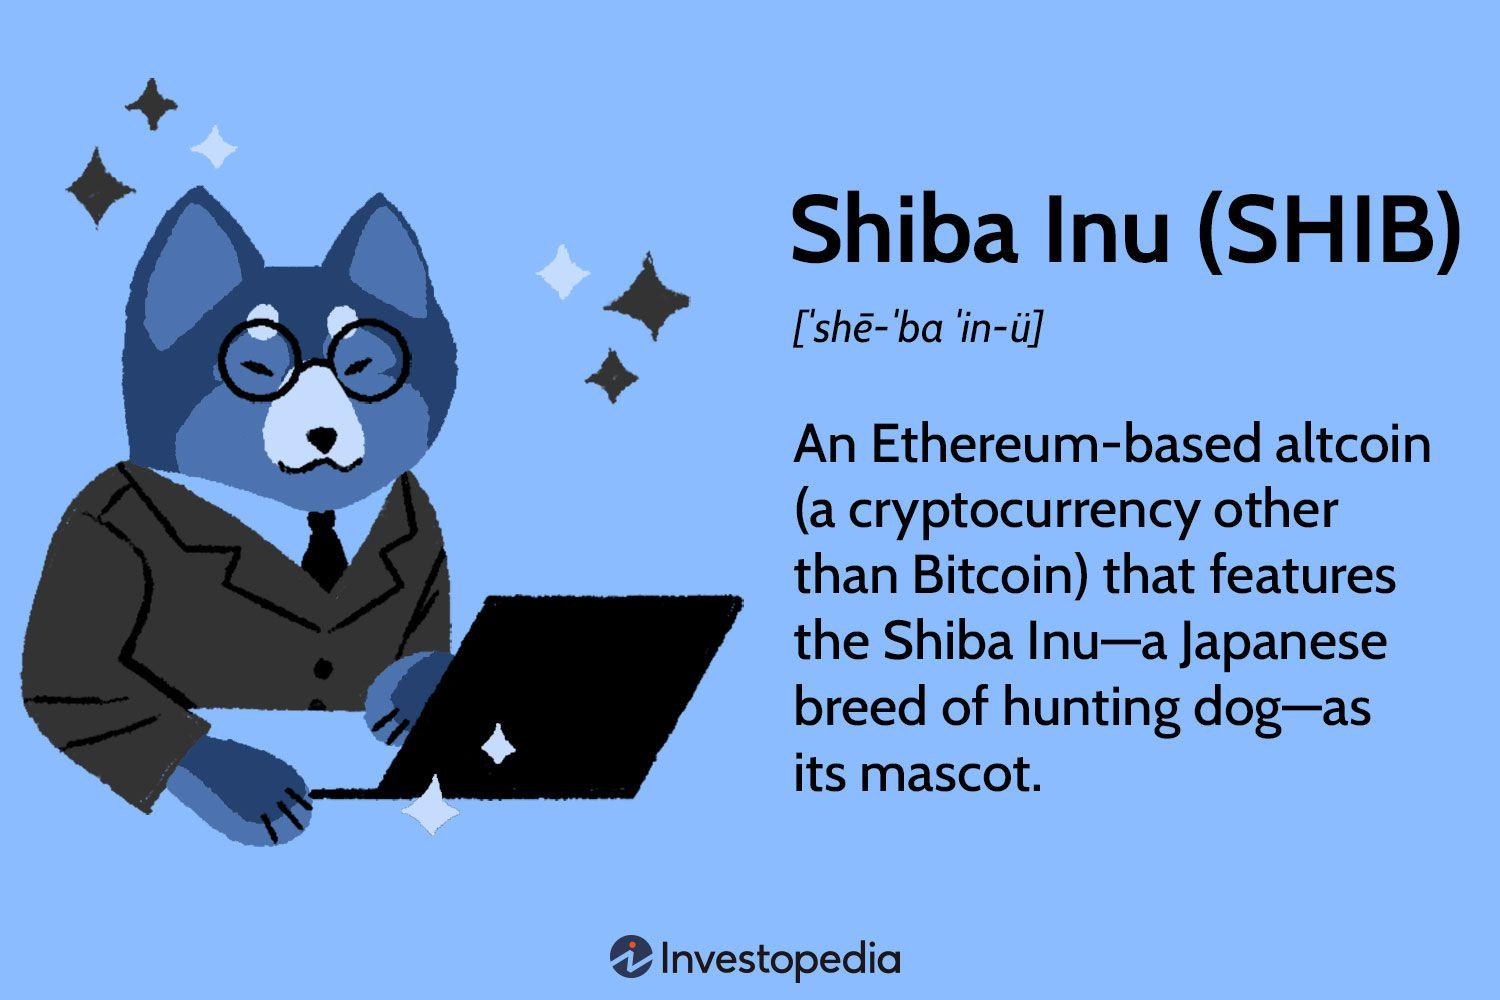 Shiba Inu (SHIB)
[ˈshē-ˈba ˈin-ü]
An Ethereum-based altcoin
(a cryptocurrency other
than Bitcoin) that features
the Shiba Inu—a Japanese
breed of hunting dog—as
its mascot.
Investopedia